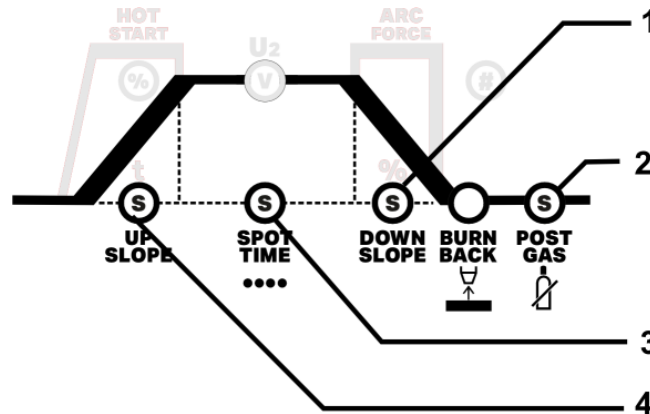 HOT
START
ARC
FORCE
1
U2
%
V
#
t
%
2
S
S
S
S
UP
SLOPE
SPOT
TIME
DOWN
SLOPE
BURN
BACK
POST
GAS
3
4